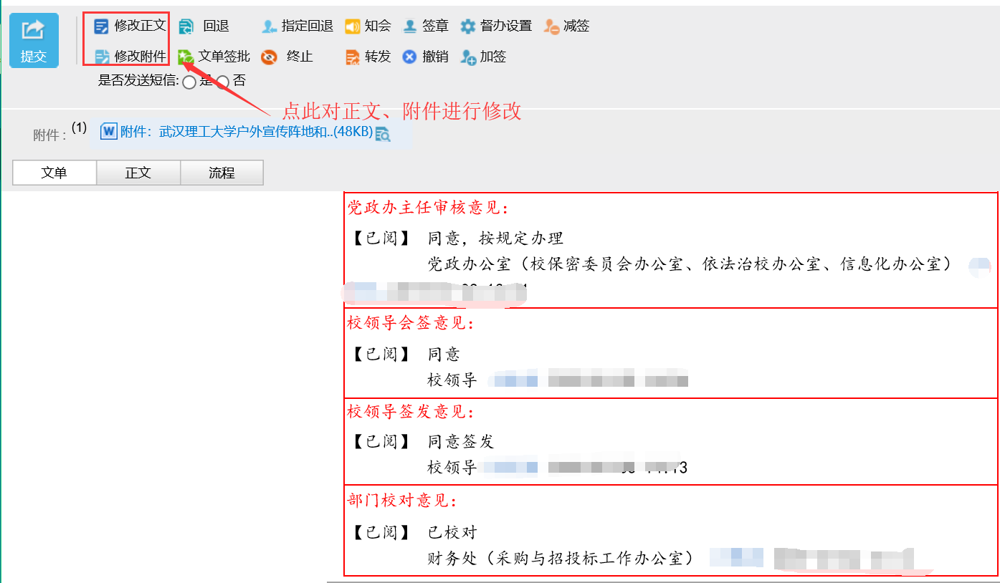 提交
修改正文 回退 指定回退 知会 签章 督办设置 减签
修改附件 文单签批 终止 转发 撤销 加签
是否发送短信: 是 否
点此对正文、附件进行修改
附件: (1) 附件：武汉理工大学户外宣传阵地和..(48KB)
文单 正文 流程
党政办主任审核意见：
【已阅】 同意，按规定办理
党政办公室（校保密委员会办公室、依法治校办公室、信息化办公室）
校领导会签意见：
【已阅】 同意
校领导
校领导签发意见：
【已阅】 同意签发
校领导
部门校对意见：
【已阅】 已校对
财务处（采购与招投标工作办公室）